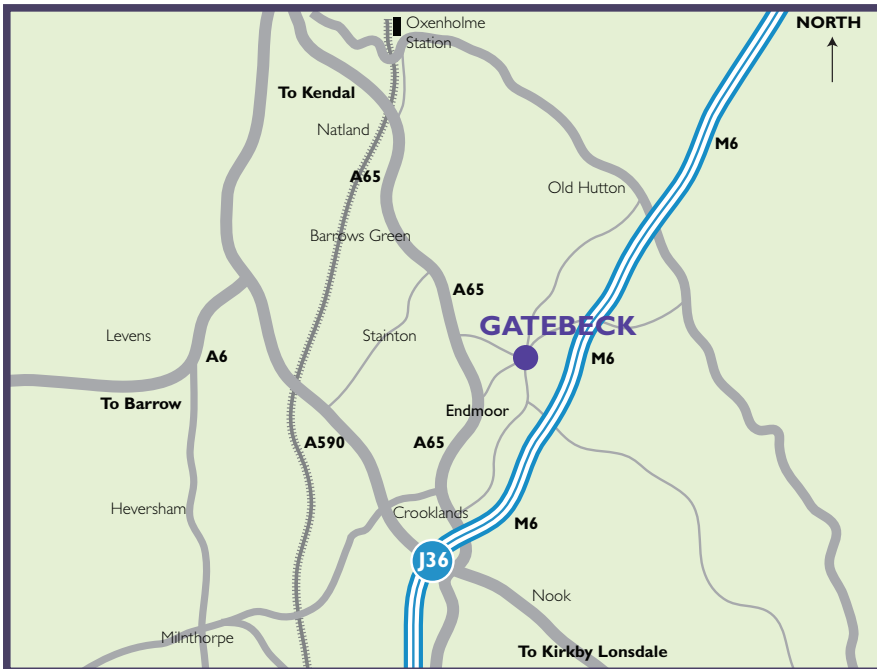 Oxenholme
Station
NORTH
To Kendal
Natland
M6
A65
Old Hutton
Barrows Green
A65
GATEBECK
Levens
Stainton
A6
M6
To Barrow
Endmoor
A590
A65
Heversham
Crooklands
M6
J36
Nook
Milnthorpe
To Kirkby Lonsdale